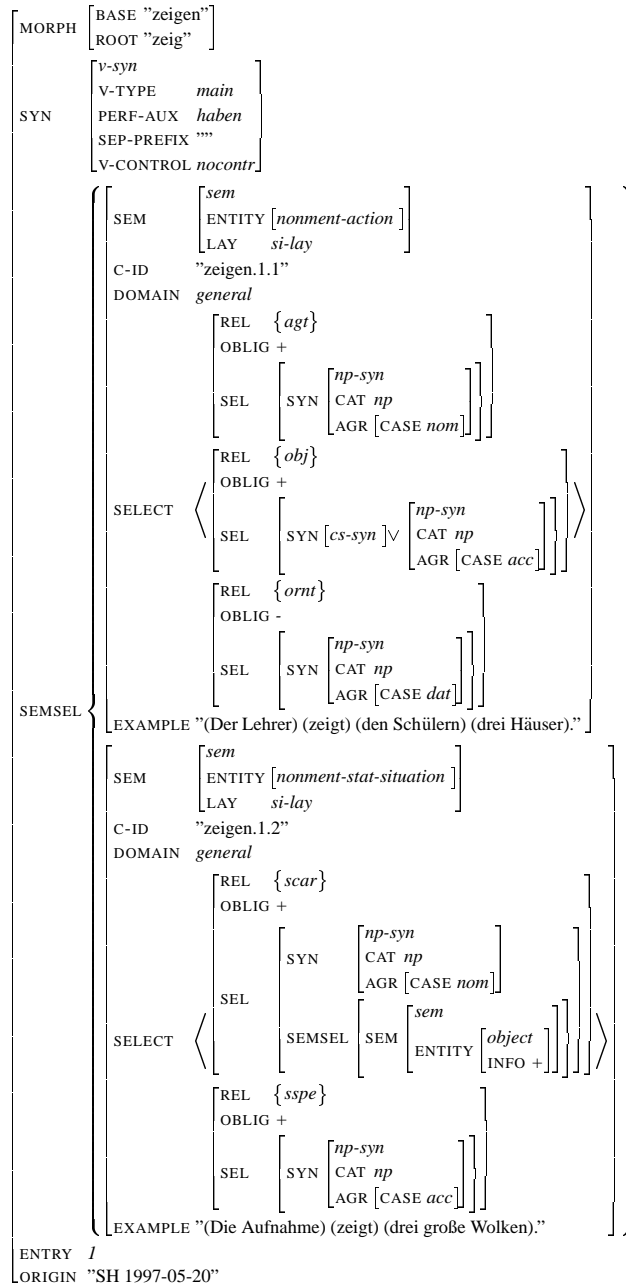 MORPH
BASE "zeigen"
ROOT "zeig"
SYN
v-syn
V-TYPE main
PERF-AUX haben
SEP-PREFIX ""
V-CONTROL nocontr
SEMSEL
SEM
sem
ENTITY [nonment-action ]
LAY si-lay
C-ID "zeigen.1.1"
DOMAIN general
SELECT
REL {agt}
OBLIG +
SEL
SYN
np-syn
CAT np
AGR [CASE nom]
REL {obj}
OBLIG +
SEL
SYN [cs-syn ]∨
np-syn
CAT np
AGR [CASE acc]
REL {ornt}
OBLIG -
SEL
SYN
np-syn
CAT np
AGR [CASE dat]
EXAMPLE "(Der Lehrer) (zeigt) (den Schülern) (drei Häuser)."
SEM
sem
ENTITY [nonment-stat-situation ]
LAY si-lay
C-ID "zeigen.1.2"
DOMAIN general
SELECT
REL {scar}
OBLIG +
SEL
SYN
np-syn
CAT np
AGR [CASE nom]
SEMSEL
SEM
sem
ENTITY
object
INFO +
REL {sspe}
OBLIG +
SEL
SYN
np-syn
CAT np
AGR [CASE acc]
EXAMPLE "(Die Aufnahme) (zeigt) (drei große Wolken)."
ENTRY 1
ORIGIN "SH 1997-05-20"